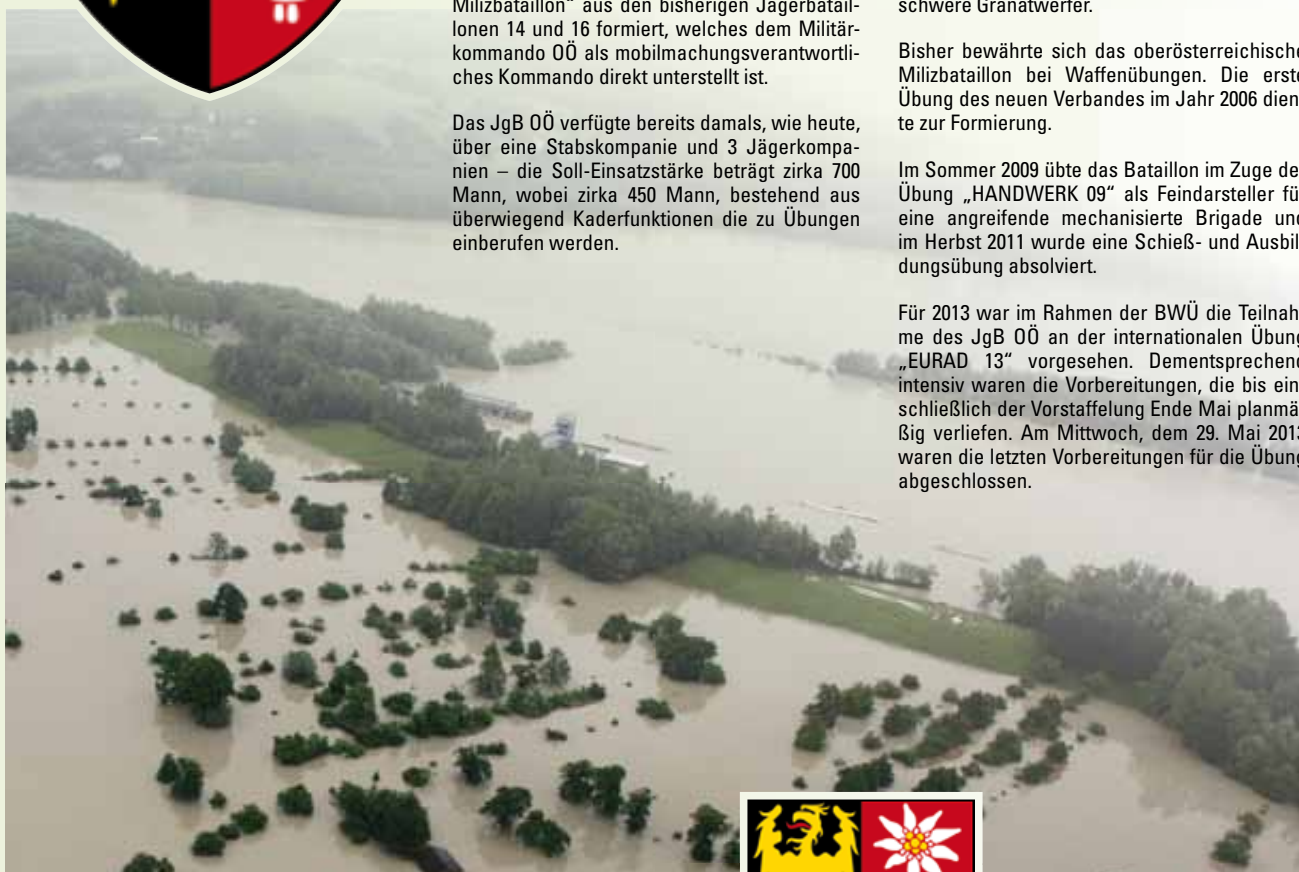 Milizbataillon“ aus den bisherigen Jägerbatail-
lonen 14 und 16 formiert, welches dem Militär-
kommando OÖ als mobilmachungsverantwortli-
ches Kommando direkt unterstellt ist.
Das JgB OÖ verfügte bereits damals, wie heute,
über eine Stabskompanie und 3 Jägerkompa-
nien – die Soll-Einsatzstärke beträgt zirka 700
Mann, wobei zirka 450 Mann, bestehend aus
überwiegend Kaderfunktionen die zu Übungen
einberufen werden.
schwere Granatwerfer.
Bisher bewährte sich das oberösterreichische
Milizbataillon bei Waffenübungen. Die erste
Übung des neuen Verbandes im Jahr 2006 dien
te zur Formierung.
Im Sommer 2009 übte das Bataillon im Zuge de
Übung „HANDWERK 09“ als Feindarsteller fü
eine angreifende mechanisierte Brigade und
im Herbst 2011 wurde eine Schieß- und Ausbil
dungsübung absolviert.
Für 2013 war im Rahmen der BWÜ die Teilnah
me des JgB OÖ an der internationalen Übung
„EURAD 13“ vorgesehen. Dementsprechend
intensiv waren die Vorbereitungen, die bis ein
schließlich der Vorstaffelung Ende Mai planmä
ßig verliefen. Am Mittwoch, dem 29. Mai 2013
waren die letzten Vorbereitungen für die Übung
abgeschlossen.